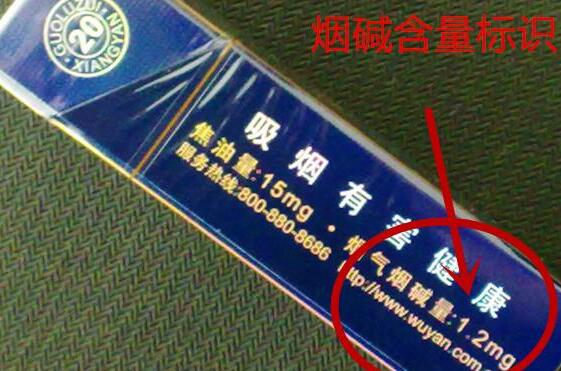 烟碱含量标识
GUOLUZUI
20
XIANGYAN
吸烟有害健康
焦油量:15mg · 烟气烟碱量:1.2mg
服务热线:800-880-8686 http://www.wuyan.com